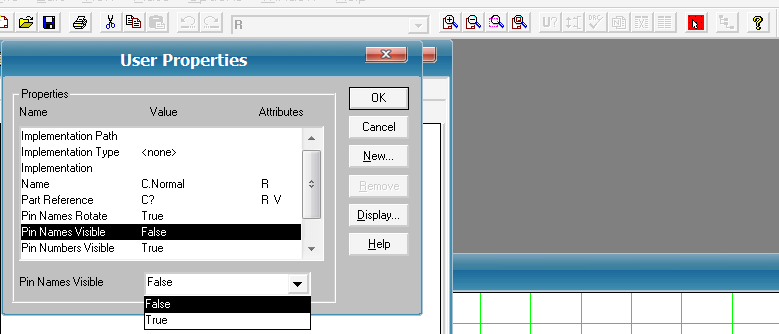 R
User Properties
Properties
Name Value Attributes
Implementation Path
Implementation Type <none>
Implementation
Name C.Normal R
Part Reference C? R V
Pin Names Rotate True
Pin Names Visible False
Pin Numbers Visible True
Pin Names Visible False
False
True
OK
Cancel
New...
Remove
Display...
Help
U?